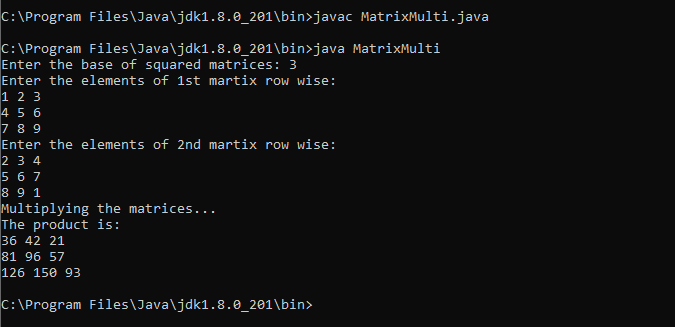 C:\Program Files\Java\jdk1.8.0_201\bin>javac MatrixMulti.java
C:\Program Files\Java\jdk1.8.0_201\bin>java MatrixMulti
Enter the base of squared matrices: 3
Enter the elements of 1st martix row wise:
1 2 3
4 5 6
7 8 9
Enter the elements of 2nd martix row wise:
2 3 4
5 6 7
8 9 1
Multiplying the matrices...
The product is:
36 42 21
81 96 57
126 150 93
C:\Program Files\Java\jdk1.8.0_201\bin>